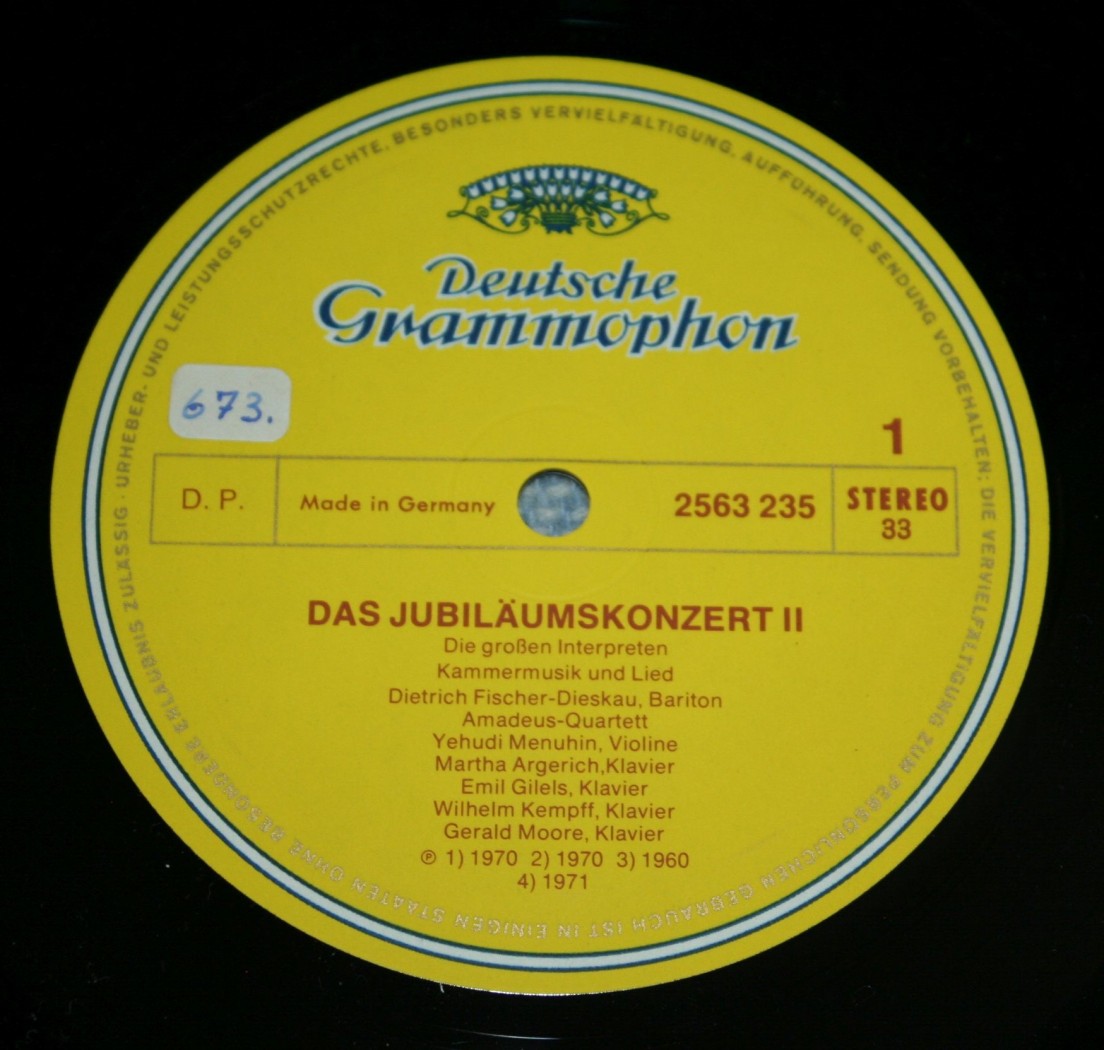 URHEBER- UND LEISTUNGSSCHUTZRECHTE, BESONDERS VERVIELFÄLTIGUNG, AUFFÜHRUNG, SENDUNG VORBEHALTEN; DIE VERVIELFÄLTIGUNG ZUM PERSÖNLICHEN GEBRAUCH IST IN EINIGEN STAATEN OHNE BESONDERE ERLAUBNIS ZULÄSSIG ·
Deutsche
Grammophon
673.
1
D. P.
Made in Germany
2563 235
STEREO
33
DAS JUBILÄUMSKONZERT II
Die großen Interpreten
Kammermusik und Lied
Dietrich Fischer-Dieskau, Bariton
Amadeus-Quartett
Yehudi Menuhin, Violine
Martha Argerich,Klavier
Emil Gilels, Klavier
Wilhelm Kempff, Klavier
Gerald Moore, Klavier
℗ 1) 1970 2) 1970 3) 1960
4) 1971